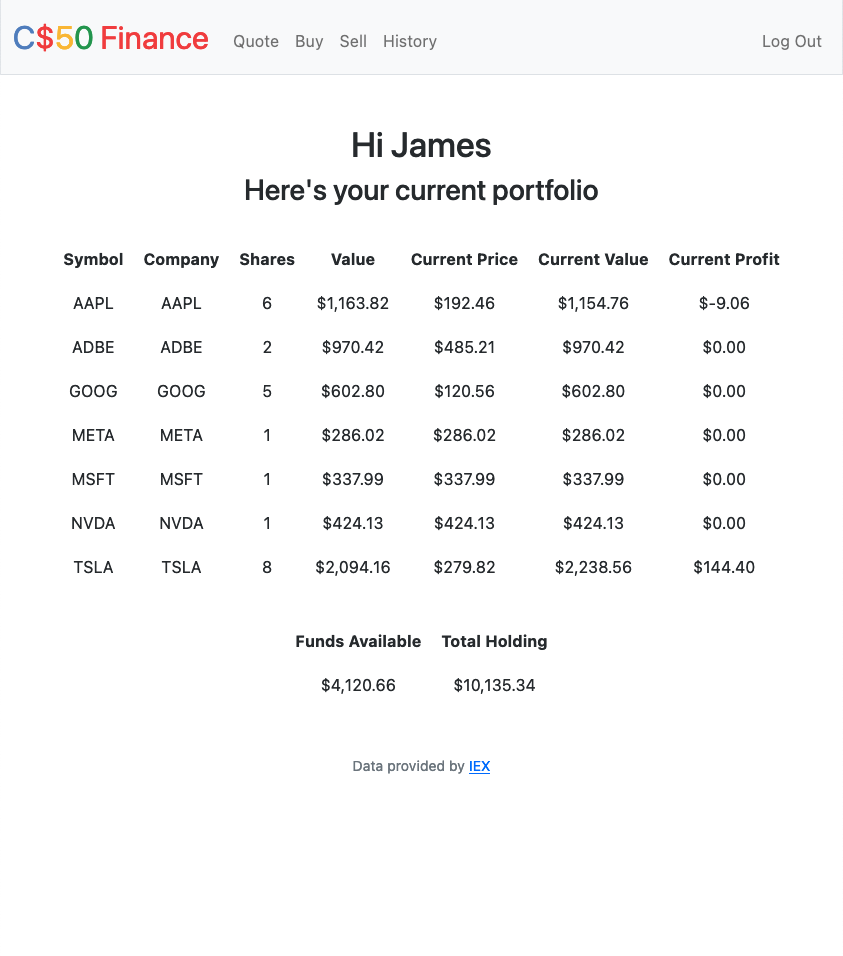 C$50 Finance Quote Buy Sell History Log Out
Hi James
Here's your current portfolio
Symbol Company Shares Value Current Price Current Value Current Profit
AAPL AAPL 6 $1,163.82 $192.46 $1,154.76 $-9.06
ADBE ADBE 2 $970.42 $485.21 $970.42 $0.00
GOOG GOOG 5 $602.80 $120.56 $602.80 $0.00
META META 1 $286.02 $286.02 $286.02 $0.00
MSFT MSFT 1 $337.99 $337.99 $337.99 $0.00
NVDA NVDA 1 $424.13 $424.13 $424.13 $0.00
TSLA TSLA 8 $2,094.16 $279.82 $2,238.56 $144.40
Funds Available Total Holding
$4,120.66 $10,135.34
Data provided by IEX